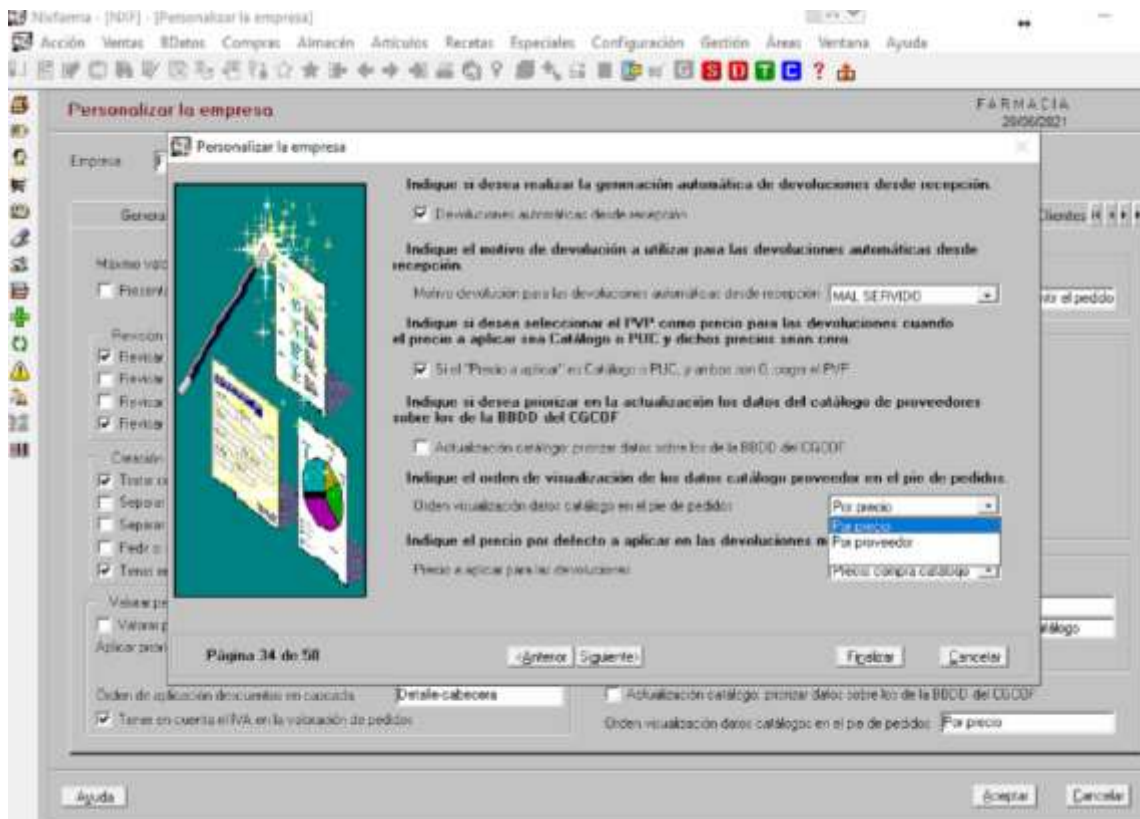 Nixfarma - [NXF] - [Personalizar la empresa]
Acción Ventas BDatos Compras Almacén Artículos Recetas Especiales Configuración Gestión Áreas Ventana Ayuda
S D T C ?
Personalizar la empresa
FARMACIA
28/06/2021
Empresa
Personalizar la empresa
General
Clientes
Indique si desea realizar la generación automática de devoluciones desde recepción.
Devoluciones automáticas desde recepción
Indique el motivo de devolución a utilizar para las devoluciones automáticas desde
recepción.
Motivo devolución para las devoluciones automáticas desde recepción MAL SERVIDO
el pedido
Indique si desea seleccionar el PVP como precio para las devoluciones cuando
el precio a aplicar sea Catálogo o PUC y dichos precios sean cero.
Si el "Precio a aplicar" es Catálogo o PUC, y ambos son 0, coger el PVP
Indique si desea priorizar en la actualización los datos del catálogo de proveedores
sobre los de la BBDD del CGCOF
Actualización catálogo: priorizar datos sobre los de la BBDD del CGCOF
Indique el orden de visualización de los datos catálogo proveedor en el pie de pedidos.
Orden visualización datos catálogo en el pie de pedidos Por precio
Por precio
Por proveedor
Indique el precio por defecto a aplicar en las devoluciones
Precio a aplicar para las devoluciones Precio compra catálogo
Página 34 de 58
<Anterior Siguiente> Finalizar Cancelar
Orden de aplicación descuentos en cascada Detalle-cabecera
Actualización catálogo: priorizar datos sobre los de la BBDD del CGCOF
Tener en cuenta el IVA en la valoración de pedidos
Orden visualización datos catálogos en el pie de pedidos Por precio
Ayuda Aceptar Cancelar